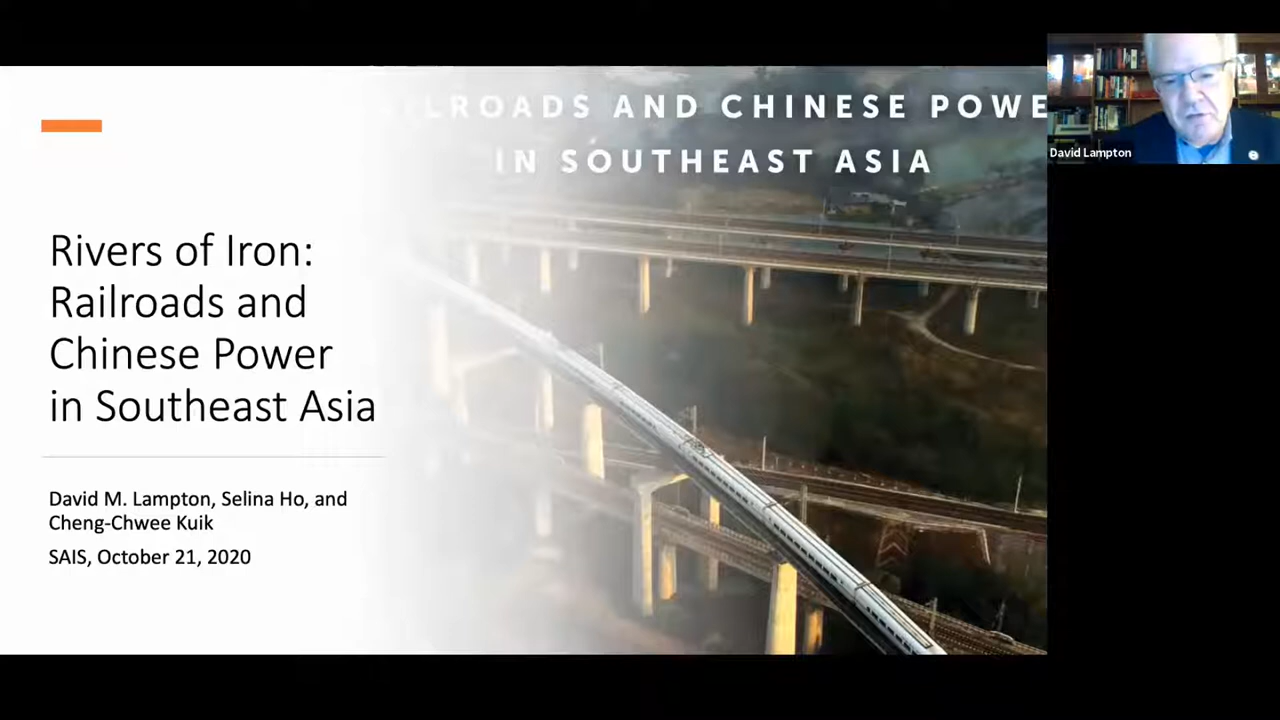 LROADS AND CHINESE POWE
IN SOUTHEAST ASIA
David Lampton
Rivers of Iron:
Railroads and
Chinese Power
in Southeast Asia
David M. Lampton, Selina Ho, and
Cheng-Chwee Kuik
SAIS, October 21, 2020